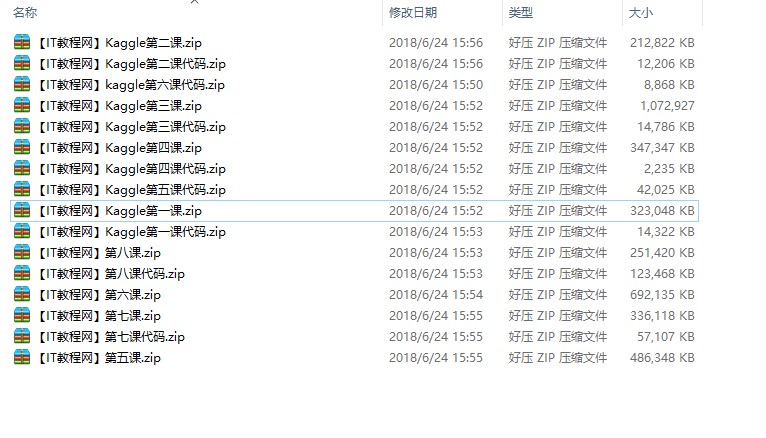 名称 修改日期 类型 大小
【IT教程网】Kaggle第二课.zip 2018/6/24 15:56 好压 ZIP 压缩文件 212,822 KB
【IT教程网】Kaggle第二课代码.zip 2018/6/24 15:56 好压 ZIP 压缩文件 12,206 KB
【IT教程网】kaggle第六课代码.zip 2018/6/24 15:50 好压 ZIP 压缩文件 8,868 KB
【IT教程网】Kaggle第三课.zip 2018/6/24 15:52 好压 ZIP 压缩文件 1,072,927
【IT教程网】Kaggle第三课代码.zip 2018/6/24 15:52 好压 ZIP 压缩文件 14,786 KB
【IT教程网】Kaggle第四课.zip 2018/6/24 15:52 好压 ZIP 压缩文件 347,347 KB
【IT教程网】Kaggle第四课代码.zip 2018/6/24 15:52 好压 ZIP 压缩文件 2,235 KB
【IT教程网】Kaggle第五课代码.zip 2018/6/24 15:52 好压 ZIP 压缩文件 42,025 KB
【IT教程网】Kaggle第一课.zip 2018/6/24 15:52 好压 ZIP 压缩文件 323,048 KB
【IT教程网】Kaggle第一课代码.zip 2018/6/24 15:53 好压 ZIP 压缩文件 14,322 KB
【IT教程网】第八课.zip 2018/6/24 15:53 好压 ZIP 压缩文件 251,420 KB
【IT教程网】第八课代码.zip 2018/6/24 15:53 好压 ZIP 压缩文件 123,468 KB
【IT教程网】第六课.zip 2018/6/24 15:54 好压 ZIP 压缩文件 692,135 KB
【IT教程网】第七课.zip 2018/6/24 15:55 好压 ZIP 压缩文件 336,118 KB
【IT教程网】第七课代码.zip 2018/6/24 15:55 好压 ZIP 压缩文件 57,107 KB
【IT教程网】第五课.zip 2018/6/24 15:55 好压 ZIP 压缩文件 486,348 KB